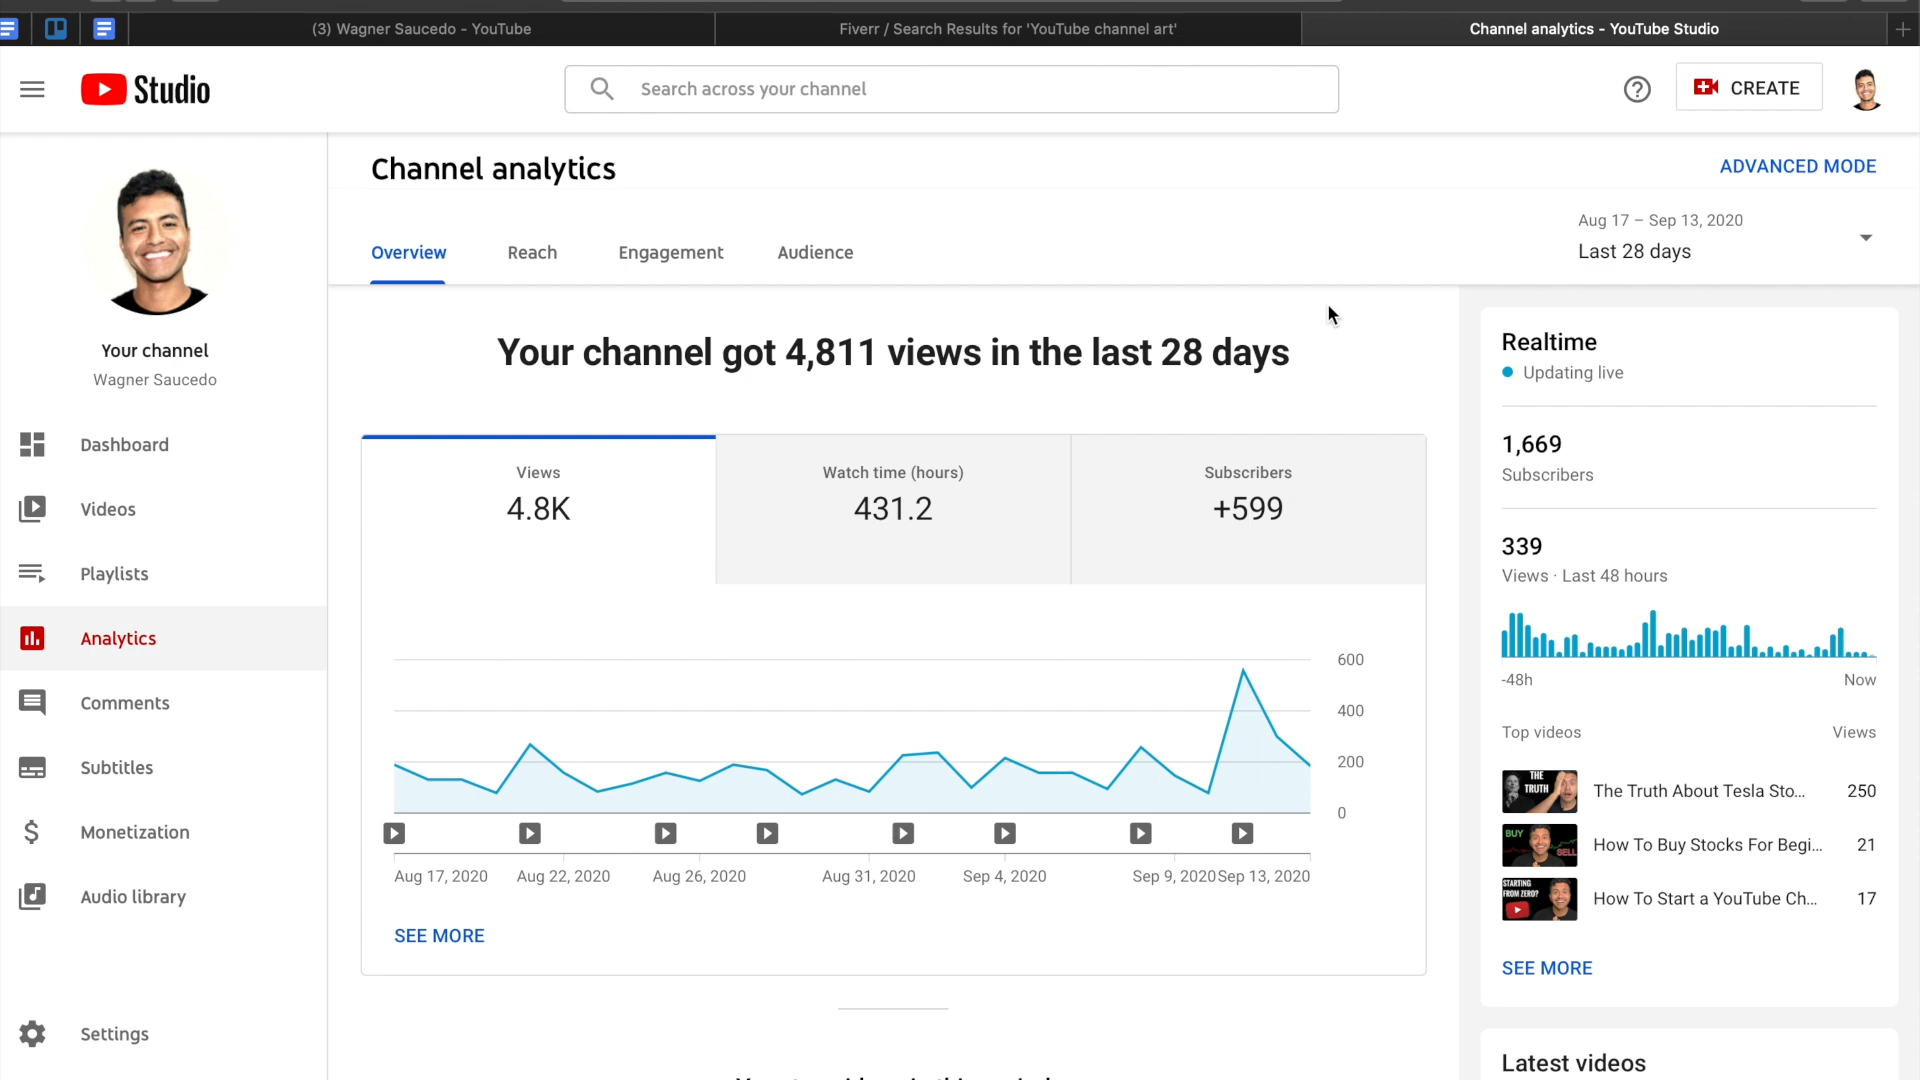 (3) Wagner Saucedo - YouTube
Fiverr / Search Results for 'YouTube channel art'
Channel analytics - YouTube Studio
Studio
Search across your channel
CREATE
Your channel
Wagner Saucedo
Dashboard
Videos
Playlists
Analytics
Comments
Subtitles
Monetization
Audio library
Settings
Channel analytics
ADVANCED MODE
Overview
Reach
Engagement
Audience
Aug 17 – Sep 13, 2020
Last 28 days
Your channel got 4,811 views in the last 28 days
Views
4.8K
Watch time (hours)
431.2
Subscribers
+599
600
400
200
0
Aug 17, 2020
Aug 22, 2020
Aug 26, 2020
Aug 31, 2020
Sep 4, 2020
Sep 9, 2020
Sep 13, 2020
SEE MORE
Realtime
Updating live
1,669
Subscribers
339
Views · Last 48 hours
-48h
Now
Top videos
Views
THE
TRUTH
The Truth About Tesla Sto...
250
BUY
SELL
How To Buy Stocks For Begi...
21
STARTING
FROM ZERO?
How To Start a YouTube Ch...
17
SEE MORE
Latest videos